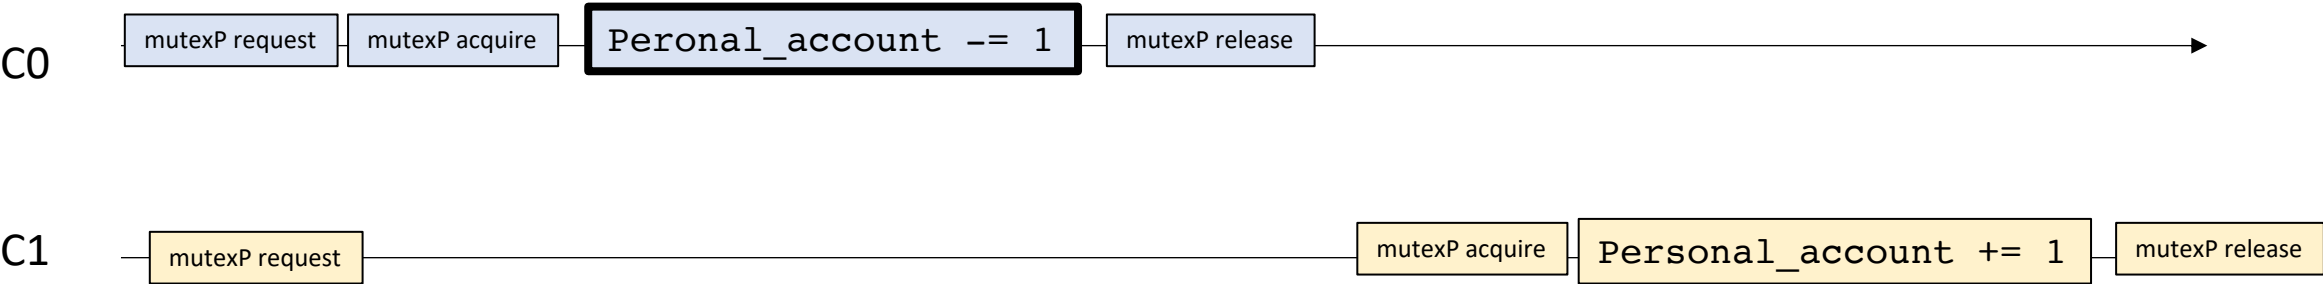 C0
mutexP request
mutexP acquire
Peronal_account -= 1
mutexP release
C1
mutexP request
mutexP acquire
Personal_account += 1
mutexP release